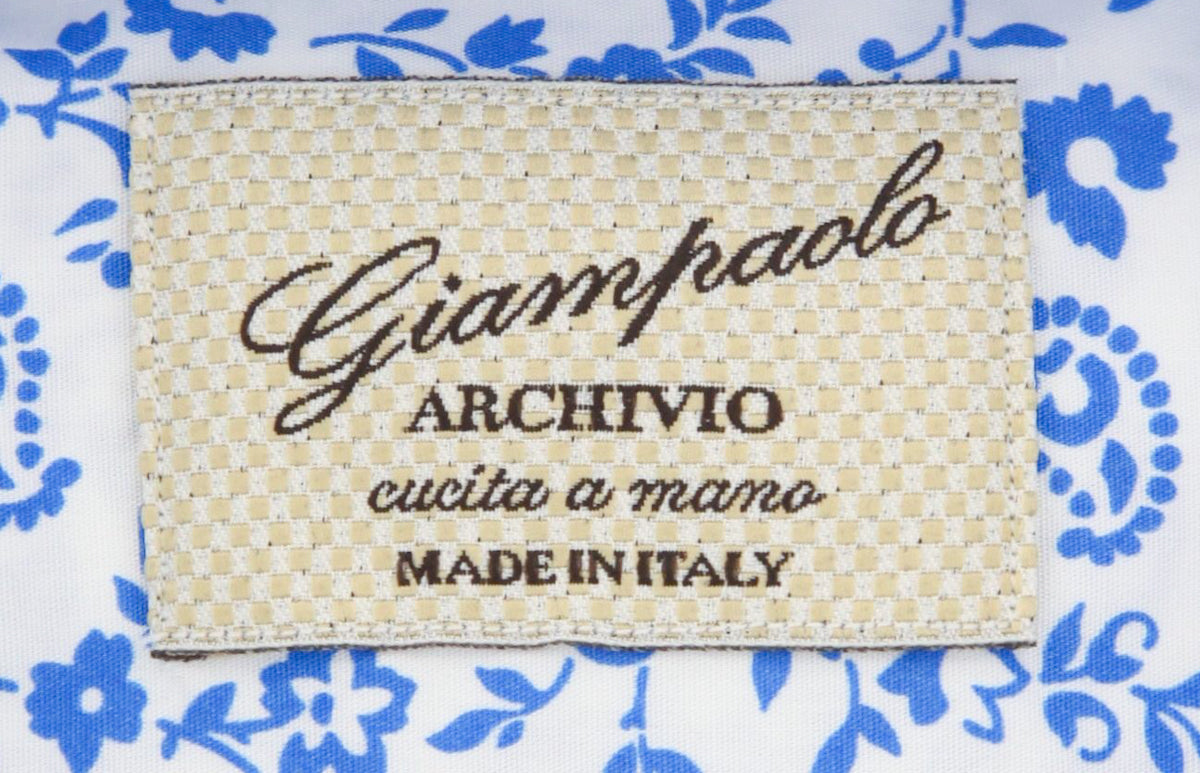 Giampaolo
ARCHIVIO
cucita a mano
MADE IN ITALY